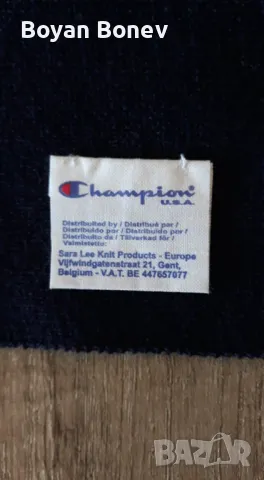 Boyan Bonev
Champion
U.S.A.
Distributed by / Distribué par /
Distribuido por / Distribuido por /
Distribuito da / Tillverkad för /
Valmistettu:
Sara Lee Knit Products - Europe
Vijfwindgatenstraat 21, Gent,
Belgium - V.A.T. BE 447657077
bazar